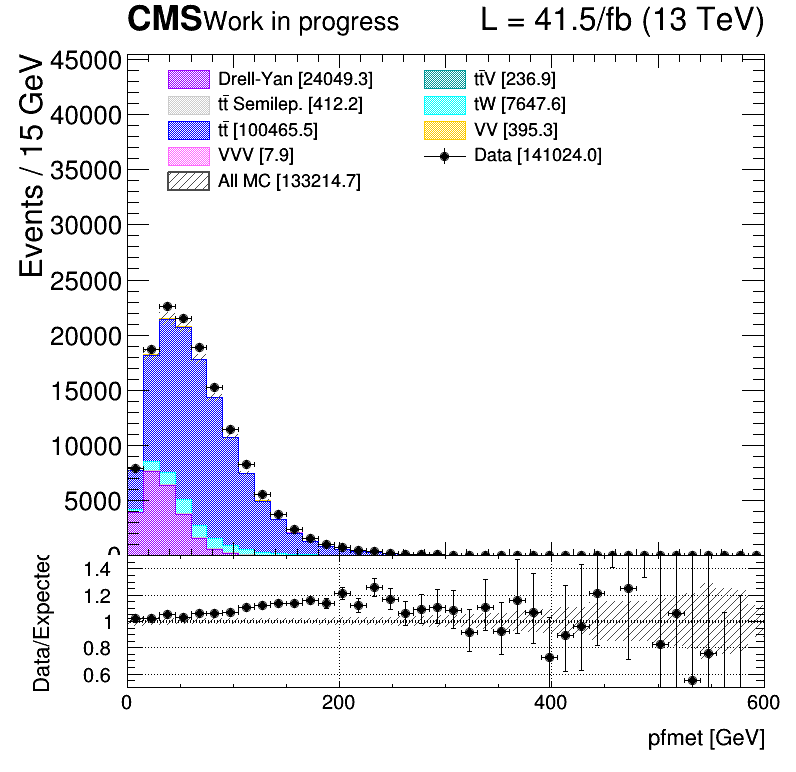 CMS Work in progress L = 41.5/fb (13 TeV)
Events / 15 GeV
45000
40000
35000
30000
25000
20000
15000
10000
5000
0
Drell-Yan [24049.3]
tt̄ Semilep. [412.2]
tt̄ [100465.5]
VVV [7.9]
All MC [133214.7]
tt̄V [236.9]
tW [7647.6]
VV [395.3]
Data [141024.0]
Data/Expected
1.4
1.2
1
0.8
0.6
0 200 400 600
pfmet [GeV]